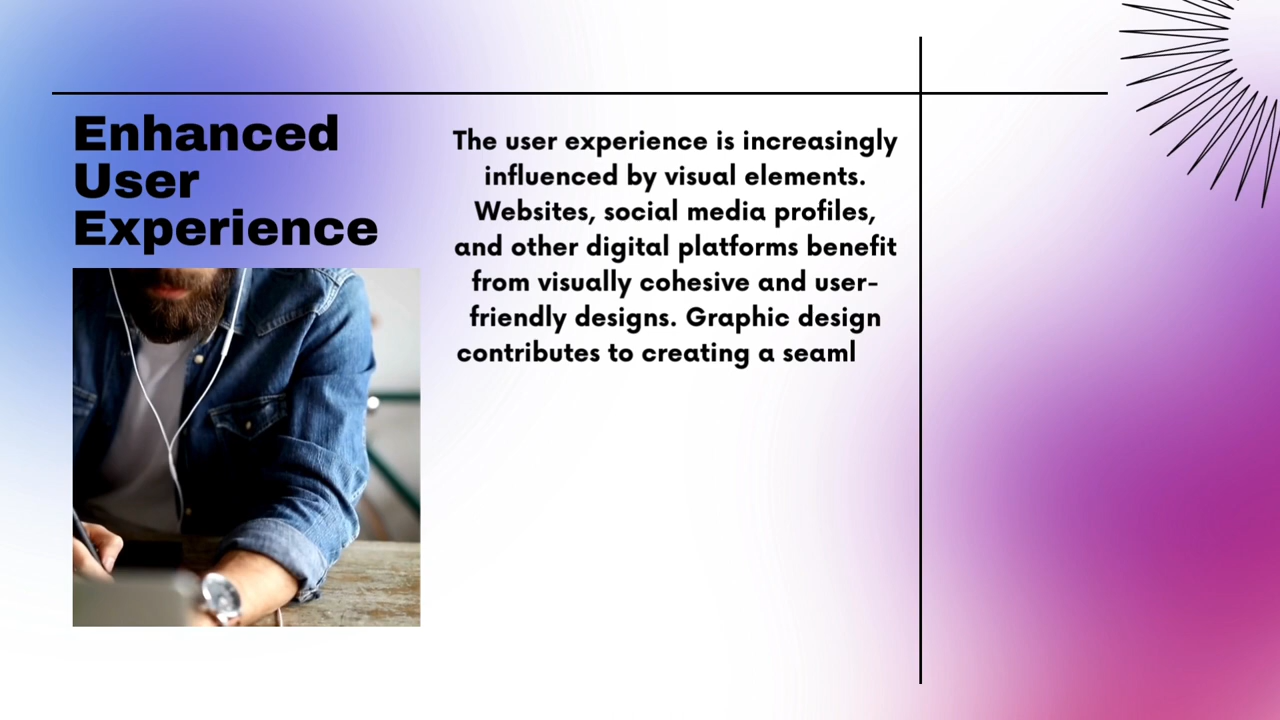 Enhanced
User
Experience
The user experience is increasingly
influenced by visual elements.
Websites, social media profiles,
and other digital platforms benefit
from visually cohesive and user-
friendly designs. Graphic design
contributes to creating a seaml